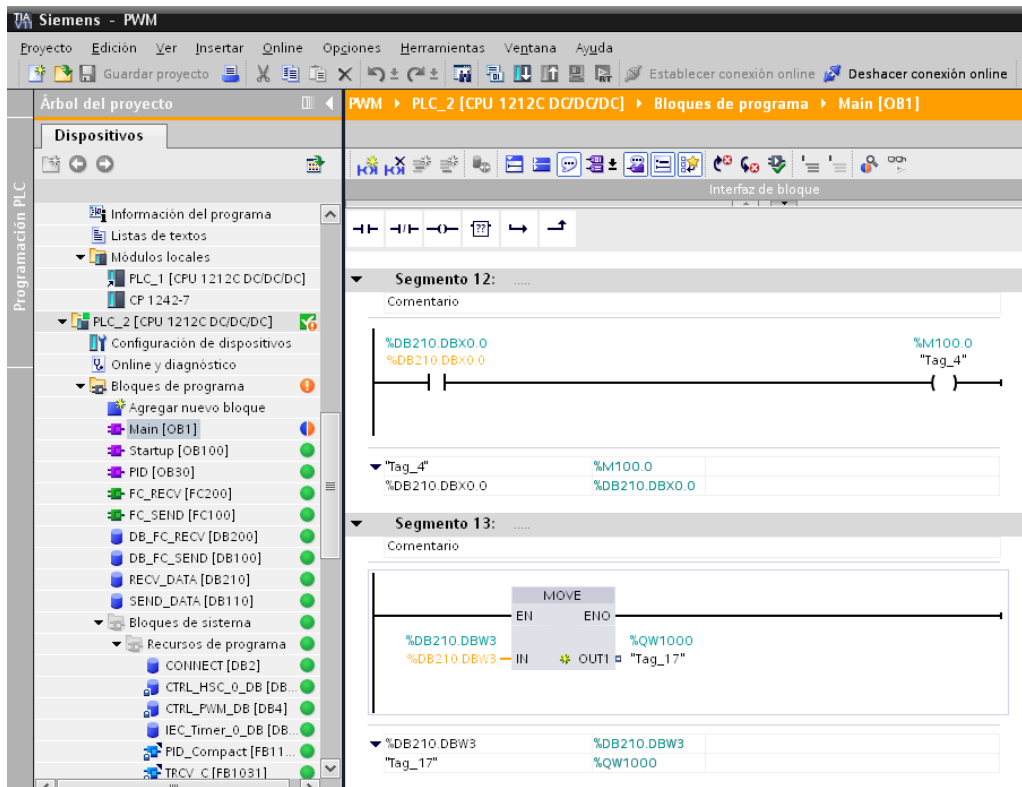 Siemens - PWM
Proyecto Edición Ver Insertar Online Opciones Herramientas Ventana Ayuda
Guardar proyecto Establecer conexión online Deshacer conexión online
Árbol del proyecto
PWM PLC_2 [CPU 1212C DC/DC/DC] Bloques de programa Main [OB1]
Dispositivos
Interfaz de bloque
Programación PLC
Información del programa
Listas de textos
Módulos locales
PLC_1 [CPU 1212C DC/DC/DC]
CP 1242-7
PLC_2 [CPU 1212C DC/DC/DC]
Configuración de dispositivos
Online y diagnóstico
Bloques de programa
Agregar nuevo bloque
Main [OB1]
Startup [OB100]
PID [OB30]
FC_RECV [FC200]
FC_SEND [FC100]
DB_FC_RECV [DB200]
DB_FC_SEND [DB100]
RECV_DATA [DB210]
SEND_DATA [DB110]
Bloques de sistema
Recursos de programa
CONNECT [DB2]
CTRL_HSC_0_DB [DB...
CTRL_PWM_DB [DB4]
IEC_Timer_0_DB [DB...
PID_Compact [FB11...
TRCV_C [FB1031]
Segmento 12: .....
Comentario
%DB210.DBX0.0 %M100.0
%DB210.DBX0.0 "Tag_4"
"Tag_4" %M100.0
%DB210.DBX0.0 %DB210.DBX0.0
Segmento 13: .....
Comentario
MOVE
EN ENO
%DB210.DBW3 %QW1000
%DB210.DBW3 IN OUT1 "Tag_17"
%DB210.DBW3 %DB210.DBW3
"Tag_17" %QW1000